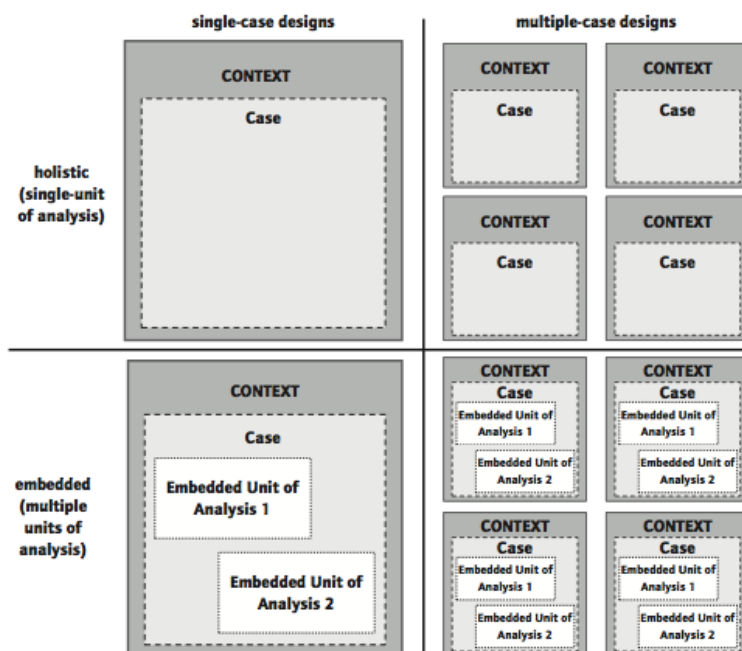 single-case designs
multiple-case designs
holistic
(single-unit
of analysis)
CONTEXT
Case
CONTEXT
Case
CONTEXT
Case
CONTEXT
Case
CONTEXT
Case
embedded
(multiple
units of
analysis)
CONTEXT
Case
Embedded Unit of
Analysis 1
Embedded Unit of
Analysis 2
CONTEXT
Case
Embedded Unit of
Analysis 1
Embedded Unit of
Analysis 2
CONTEXT
Case
Embedded Unit of
Analysis 1
Embedded Unit of
Analysis 2
CONTEXT
Case
Embedded Unit of
Analysis 1
Embedded Unit of
Analysis 2
CONTEXT
Case
Embedded Unit of
Analysis 1
Embedded Unit of
Analysis 2